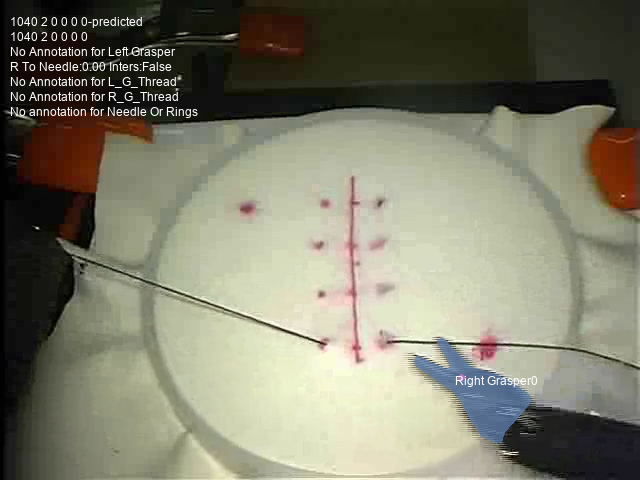 1040 2 0 0 0 0-predicted
1040 2 0 0 0 0
No Annotation for Left Grasper
R To Needle:0.00 Inters:False
No Annotation for L_G_Thread*
No Annotation for R_G_Thread
No annotation for Needle Or Rings
Right Grasper0